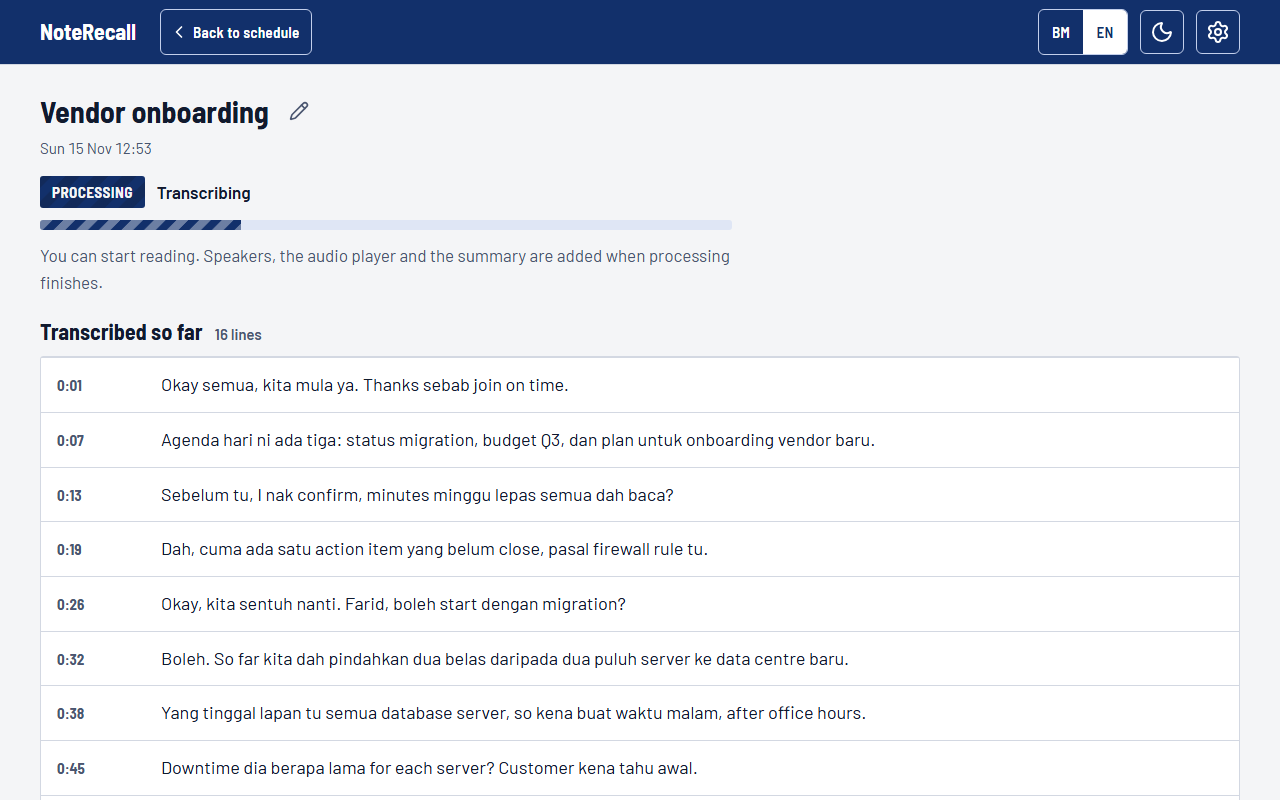 NoteRecall
Back to schedule
BM
EN
Vendor onboarding
Sun 15 Nov 12:53
PROCESSING
Transcribing
You can start reading. Speakers, the audio player and the summary are added when processing
finishes.
Transcribed so far
16 lines
0:01
Okay semua, kita mula ya. Thanks sebab join on time.
0:07
Agenda hari ni ada tiga: status migration, budget Q3, dan plan untuk onboarding vendor baru.
0:13
Sebelum tu, I nak confirm, minutes minggu lepas semua dah baca?
0:19
Dah, cuma ada satu action item yang belum close, pasal firewall rule tu.
0:26
Okay, kita sentuh nanti. Farid, boleh start dengan migration?
0:32
Boleh. So far kita dah pindahkan dua belas daripada dua puluh server ke data centre baru.
0:38
Yang tinggal lapan tu semua database server, so kena buat waktu malam, after office hours.
0:45
Downtime dia berapa lama for each server? Customer kena tahu awal.